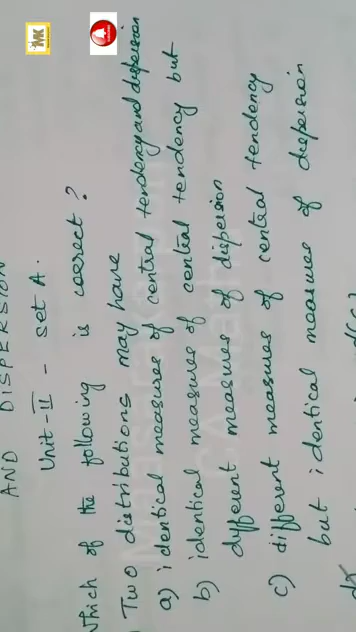 AND DISPERSION
Unit-II - Set A.
Which of the following is correct?
Two distributions may have
a) identical measures of central tendency and dispersion
b) identical measures of central tendency but
different measures of dispersion
c) different measures of central tendency
but identical measures of dispersion
MK